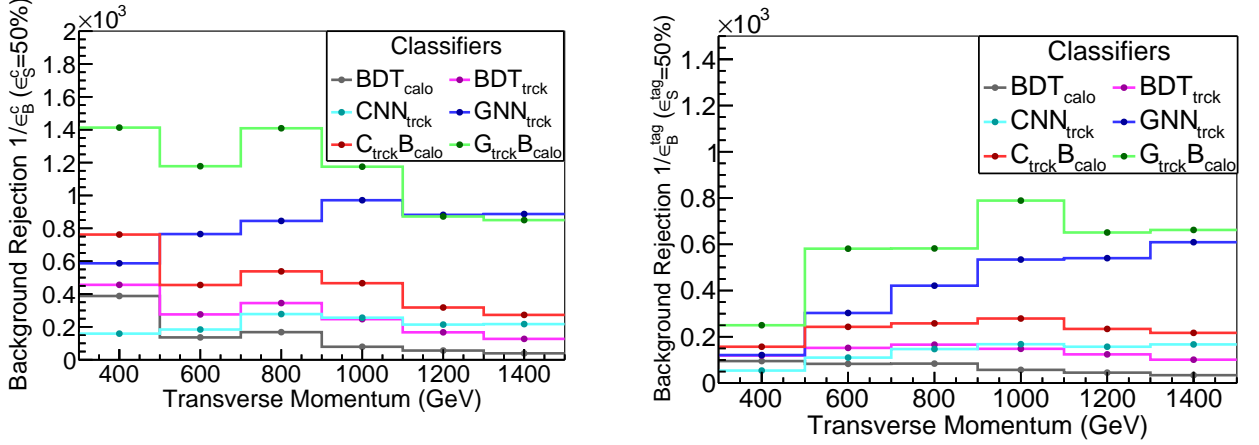 ×10³
Background Rejection 1/ε_B^c (ε_S^c=50%)
2
1.8
1.6
1.4
1.2
1
0.8
0.6
0.4
0.2
0
Classifiers
BDT_calo BDT_trck
CNN_trck GNN_trck
C_trck B_calo G_trck B_calo
400 600 800 1000 1200 1400
Transverse Momentum (GeV)
×10³
Background Rejection 1/ε_B^tag (ε_S^tag=50%)
1.4
1.2
1
0.8
0.6
0.4
0.2
0
Classifiers
BDT_calo BDT_trck
CNN_trck GNN_trck
C_trck B_calo G_trck B_calo
400 600 800 1000 1200 1400
Transverse Momentum (GeV)